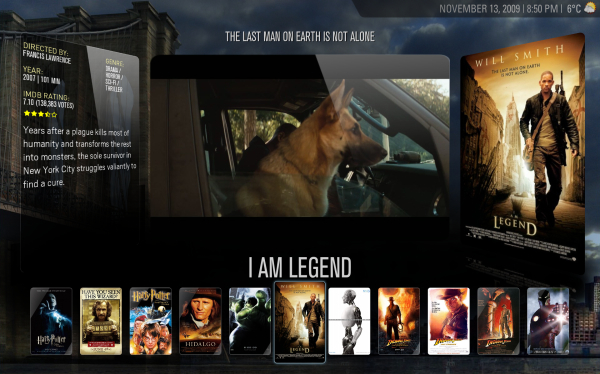 NOVEMBER 13, 2009 | 8:50 PM | 6°C
THE LAST MAN ON EARTH IS NOT ALONE
DIRECTED BY:
FRANCIS LAWRENCE
YEAR:
2007 | 101 MIN
IMDB RATING:
7.10 (138,383 VOTES)
GENRE:
DRAMA /
HORROR /
SCI-FI /
THRILLER
Years after a plague kills most of
humanity and transforms the rest
into monsters, the sole survivor in
New York City struggles valiantly to
find a cure.
WILL SMITH
THE LAST MAN ON EARTH
IS NOT ALONE
I AM
LEGEND
I AM LEGEND
Harry Potter
HAVE YOU SEEN
THIS WIZARD?
Harry Potter
HIDALGO
WILL SMITH
LEGEND
INDIANA JONES
INDIANA JONES
INDIANA JONES